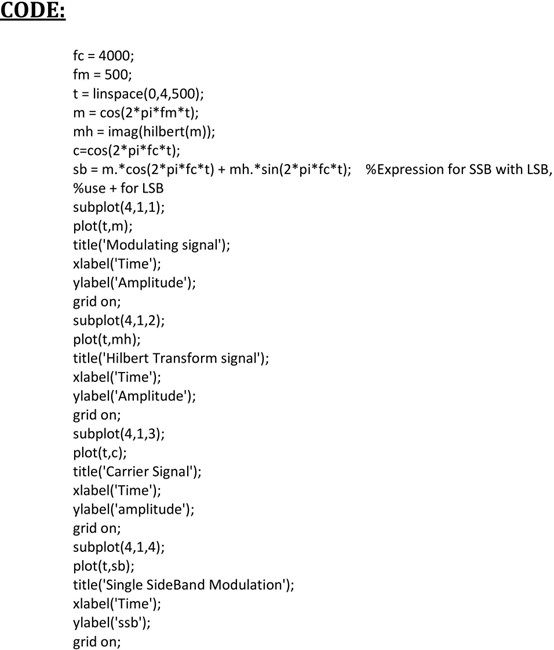 CODE:
fc = 4000;
fm = 500;
t = linspace(0,4,500);
m = cos(2*pi*fm*t);
mh = imag(hilbert(m));
c=cos(2*pi*fc*t);
sb = m.*cos(2*pi*fc*t) + mh.*sin(2*pi*fc*t); %Expression for SSB with LSB,
%use + for LSB
subplot(4,1,1);
plot(t,m);
title('Modulating signal');
xlabel('Time');
ylabel('Amplitude');
grid on;
subplot(4,1,2);
plot(t,mh);
title('Hilbert Transform signal');
xlabel('Time');
ylabel('Amplitude');
grid on;
subplot(4,1,3);
plot(t,c);
title('Carrier Signal');
xlabel('Time');
ylabel('amplitude');
grid on;
subplot(4,1,4);
plot(t,sb);
title('Single SideBand Modulation');
xlabel('Time');
ylabel('ssb');
grid on;